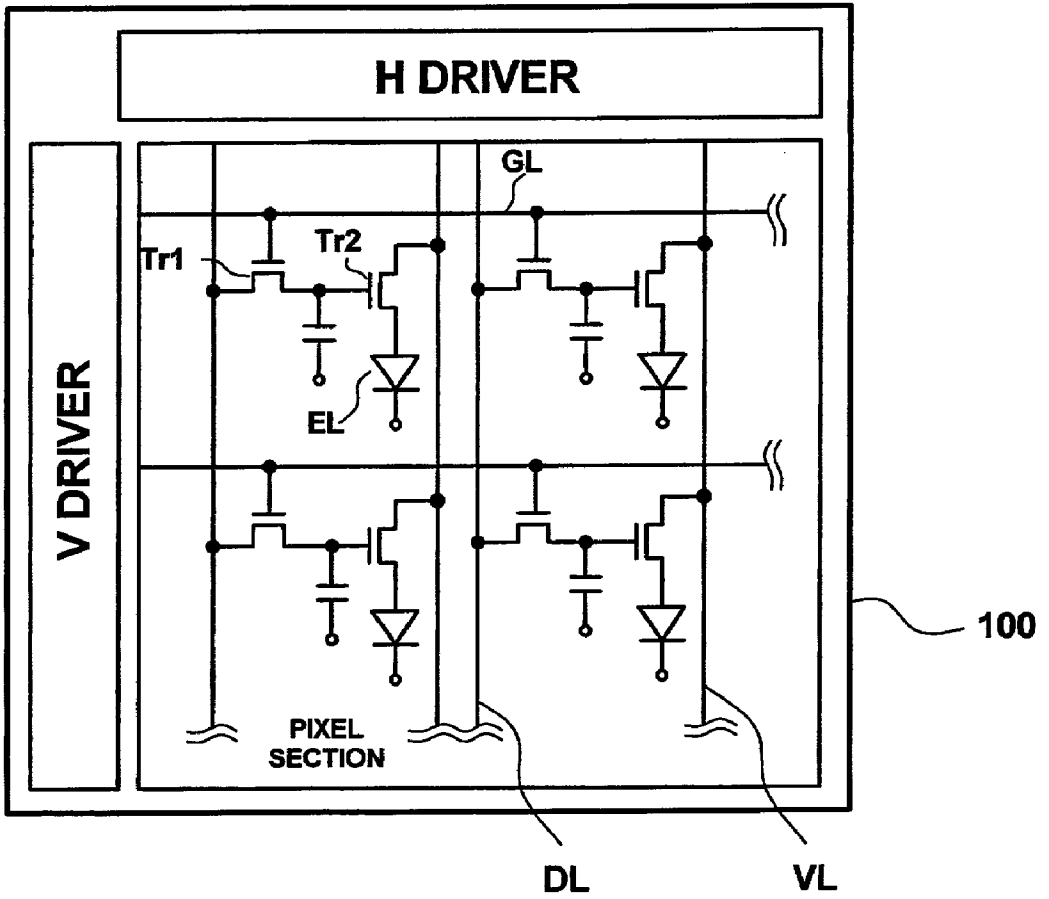 H DRIVER
GL
Tr1
Tr2
EL
V DRIVER
100
PIXEL
SECTION
DL
VL